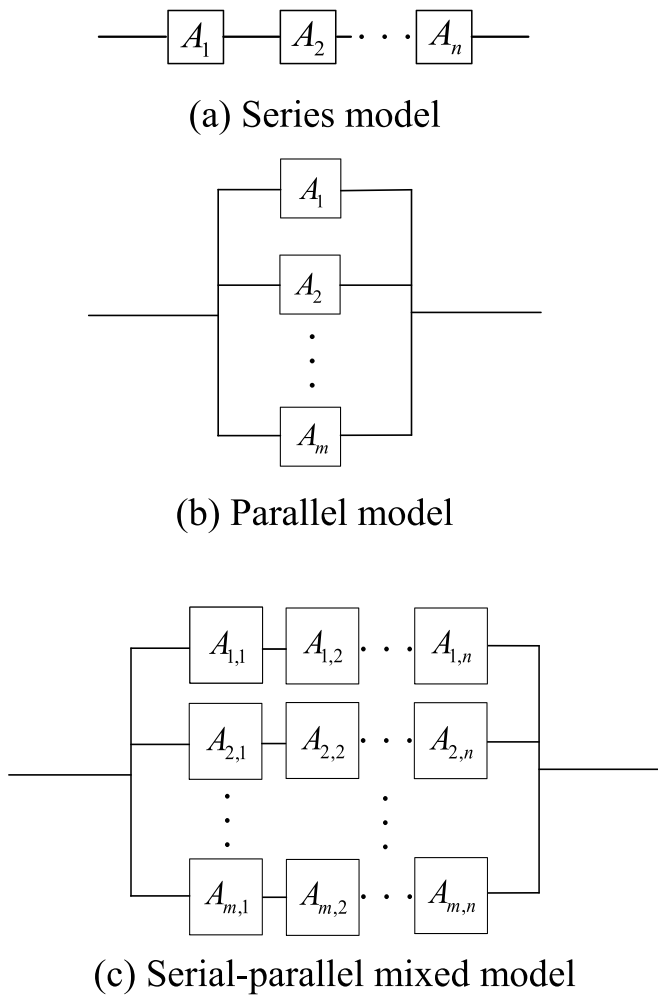 A1 A2 · · · An
(a) Series model
A1
A2
Am
(b) Parallel model
A1,1 A1,2 · · · A1,n
A2,1 A2,2 · · · A2,n
Am,1 Am,2 · · · Am,n
(c) Serial-parallel mixed model